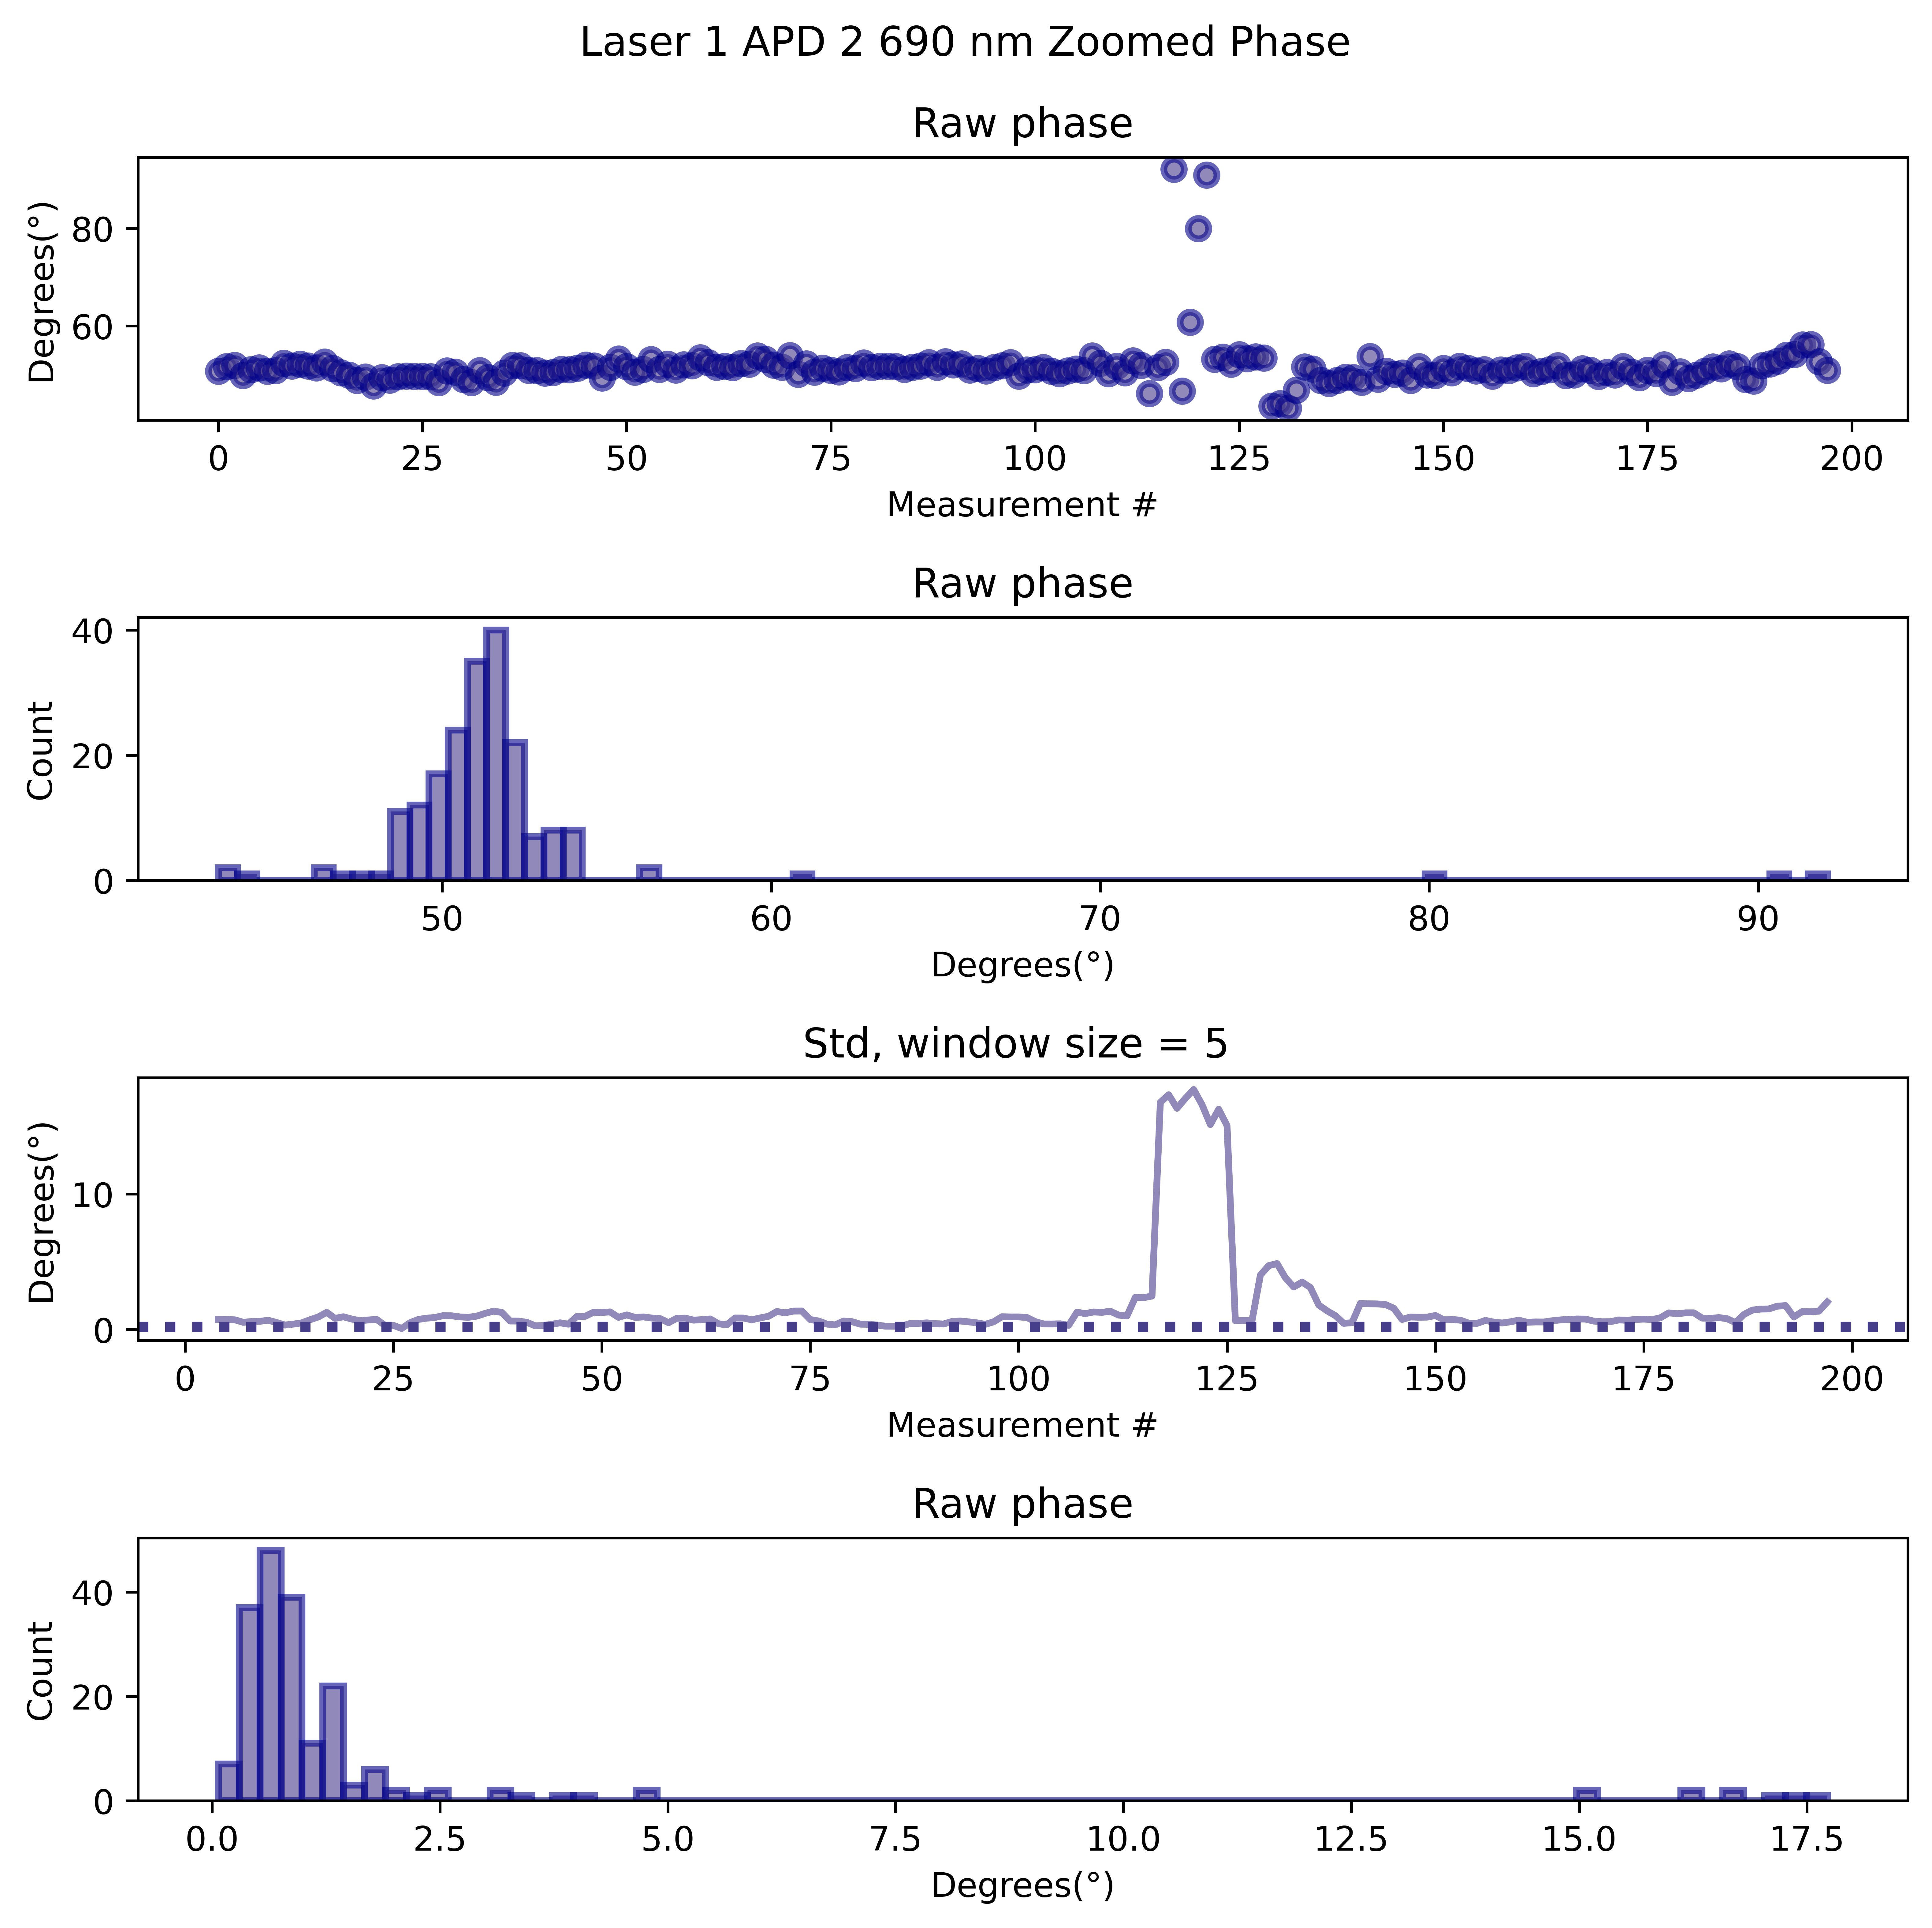 Laser 1 APD 2 690 nm Zoomed Phase
Raw phase
Degrees(°)
80
60
0 25 50 75 100 125 150 175 200
Measurement #
Raw phase
Count
40
20
0
50 60 70 80 90
Degrees(°)
Std, window size = 5
Degrees(°)
10
0
0 25 50 75 100 125 150 175 200
Measurement #
Raw phase
Count
40
20
0
0.0 2.5 5.0 7.5 10.0 12.5 15.0 17.5
Degrees(°)